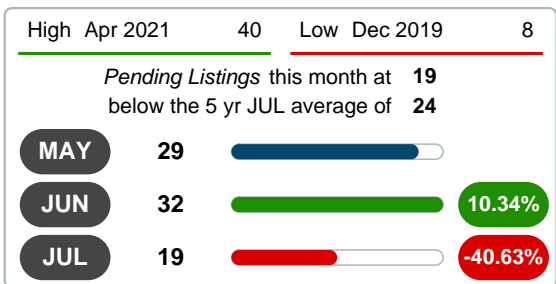 High Apr 2021 40 Low Dec 2019 8
Pending Listings this month at 19
below the 5 yr JUL average of 24
MAY 29
JUN 32 10.34%
JUL 19 -40.63%